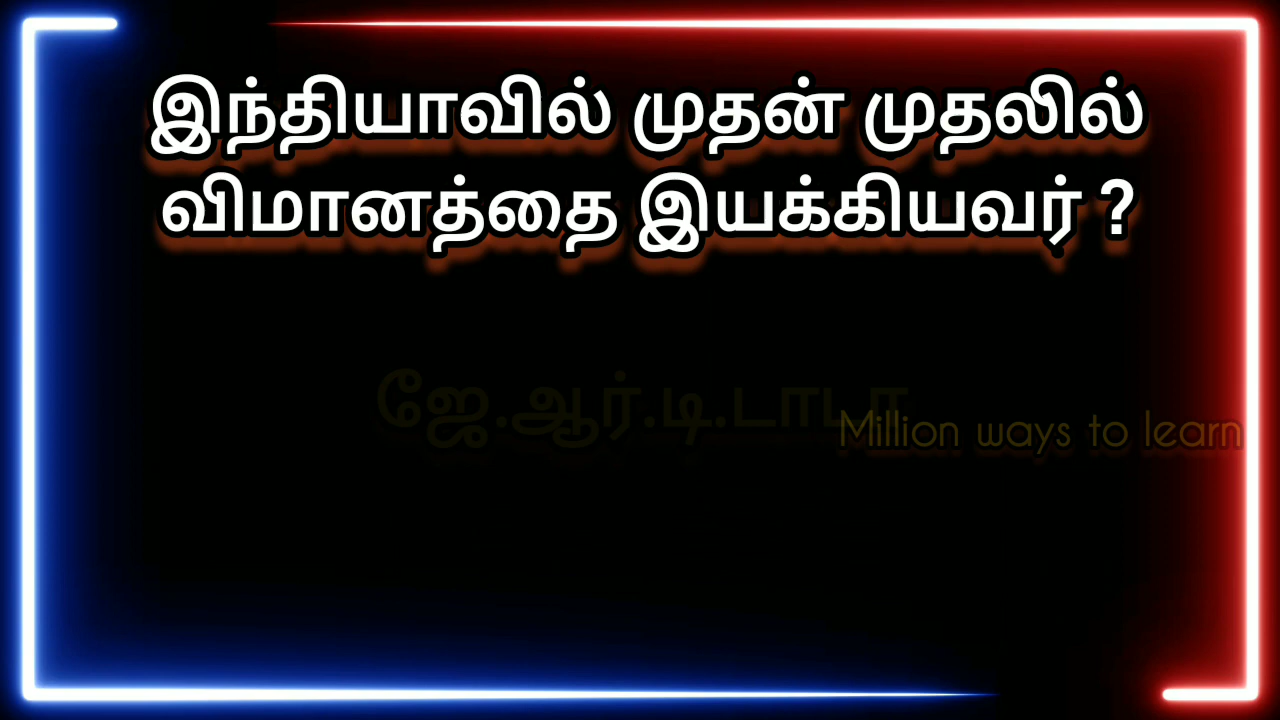 இந்தியாவில் முதன் முதலில்
விமானத்தை இயக்கியவர் ?
ஜே.ஆர்.டி.டாடா
Million ways to learn